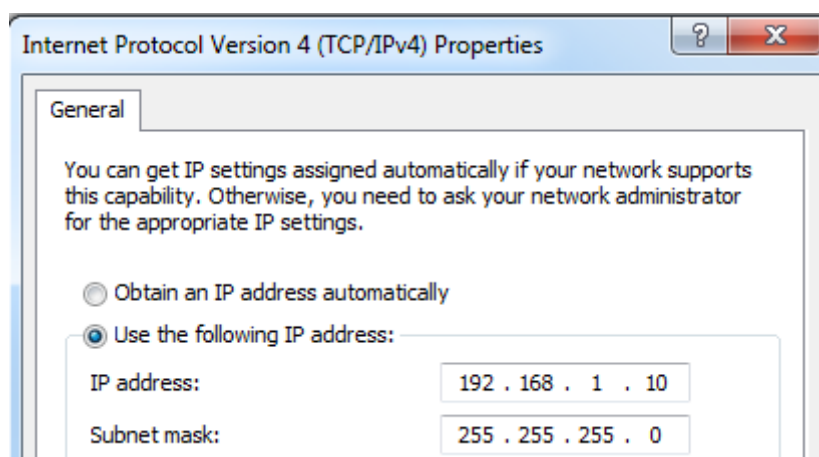 Internet Protocol Version 4 (TCP/IPv4) Properties
General
You can get IP settings assigned automatically if your network supports
this capability. Otherwise, you need to ask your network administrator
for the appropriate IP settings.
Obtain an IP address automatically
Use the following IP address:
IP address: 192 . 168 . 1 . 10
Subnet mask: 255 . 255 . 255 . 0